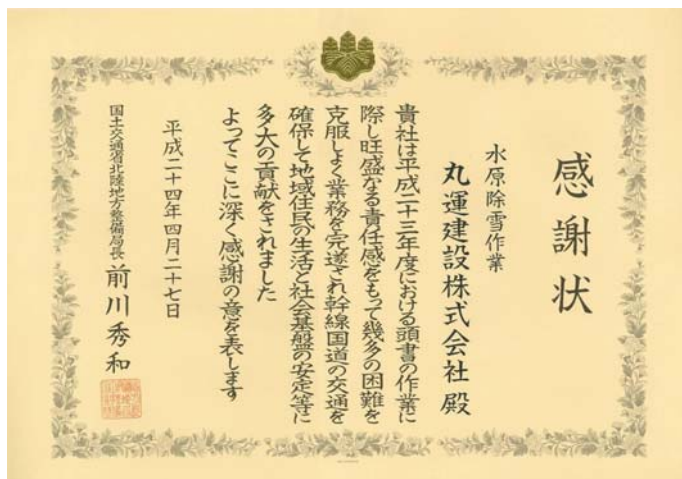 感謝状
水原除雪作業
丸運建設株式会社殿
貴社は平成二十三年度における頭書の作業に
際し旺盛なる責任感をもって幾多の困難を
克服しよく業務を完遂され幹線国道の交通を
確保して地域住民の生活と社会基盤の安定等に
多大の貢献をされました
よってここに深く感謝の意を表します
平成二十四年四月二十七日
国土交通省北陸地方整備局長 前川秀和